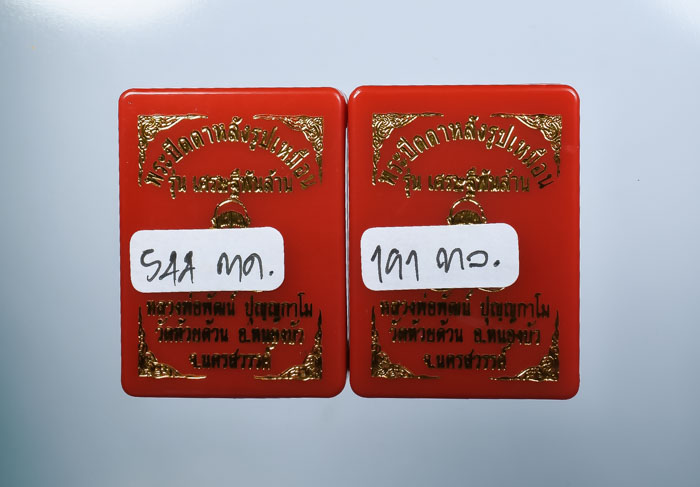 พระปิดตาหลังรูปเหมือน
รุ่น เศรษฐีพันล้าน
หลวงพ่อพัฒน์ ปุญฺญกาโม
วัดห้วยด้วน อ.หนองบัว
จ.นครสวรรค์
พระปิดตาหลังรูปเหมือน
รุ่น เศรษฐีพันล้าน
หลวงพ่อพัฒน์ ปุญฺญกาโม
วัดห้วยด้วน อ.หนองบัว
จ.นครสวรรค์